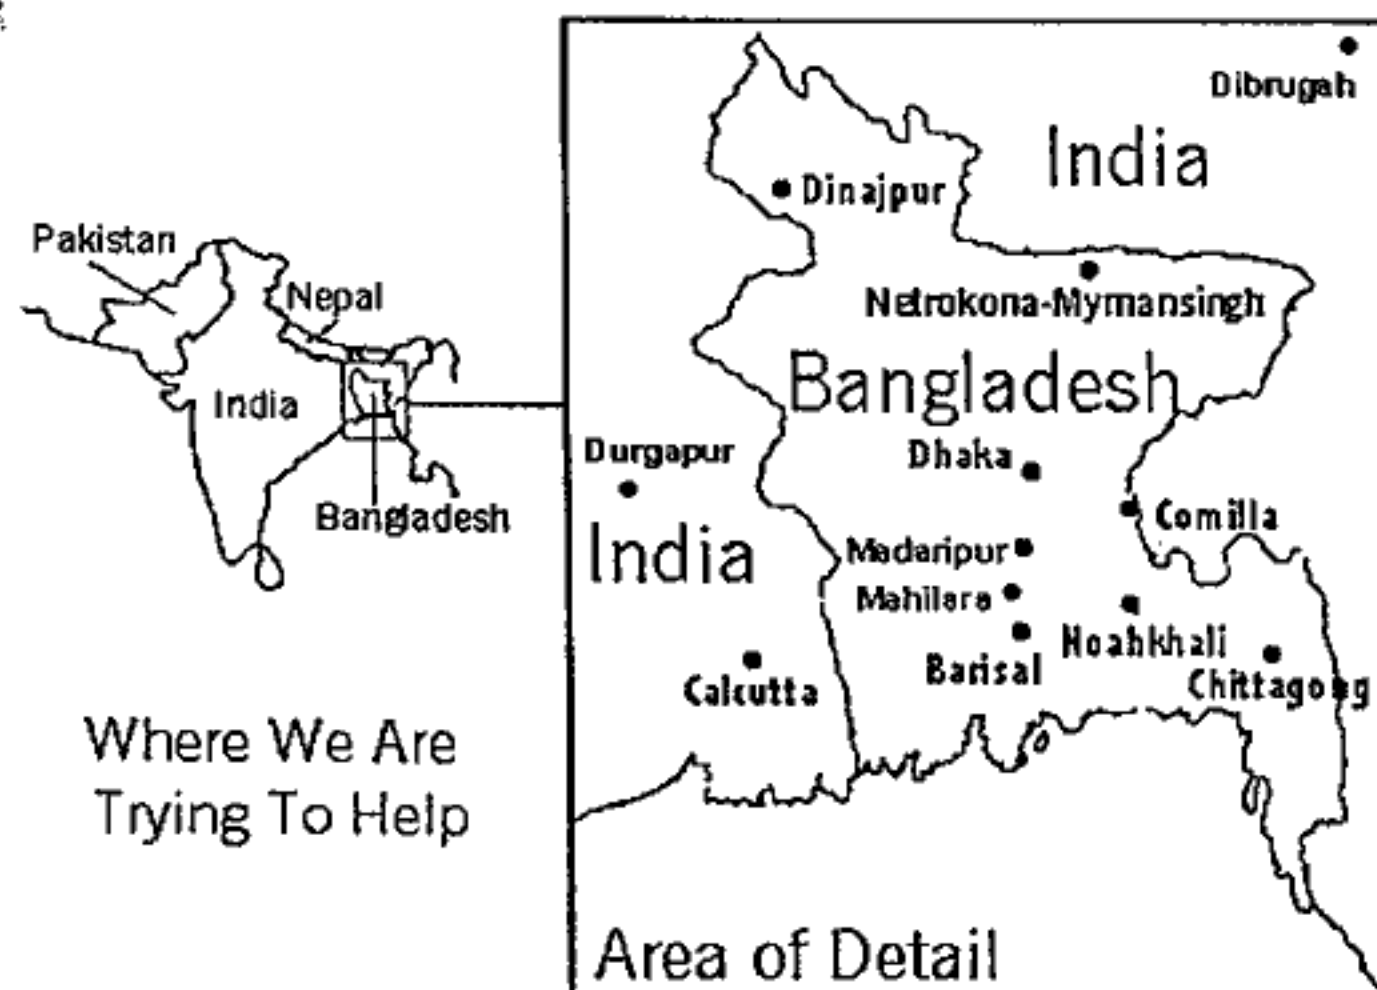 Pakistan
Nepal
India
Bangladesh
Where We Are
Trying To Help
Dibrugah
India
Dinajpur
Netrokona-Mymansingh
Bangladesh
Durgapur
Dhaka
India
Comilla
Madaripur
Mahilara
Noahkhali
Barisal
Chittagong
Calcutta
Area of Detail